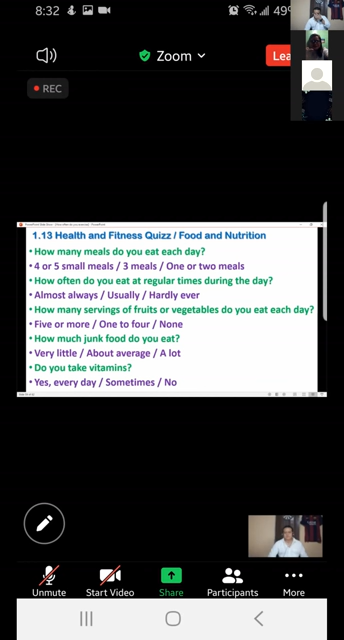 8:32
49
Zoom
Lea
REC
1.13 Health and Fitness Quizz / Food and Nutrition
• How many meals do you eat each day?
• 4 or 5 small meals / 3 meals / One or two meals
• How often do you eat at regular times during the day?
• Almost always / Usually / Hardly ever
• How many servings of fruits or vegetables do you eat each day?
• Five or more / One to four / None
• How much junk food do you eat?
• Very little / About average / A lot
• Do you take vitamins?
• Yes, every day / Sometimes / No
Unmute Start Video Share Participants More